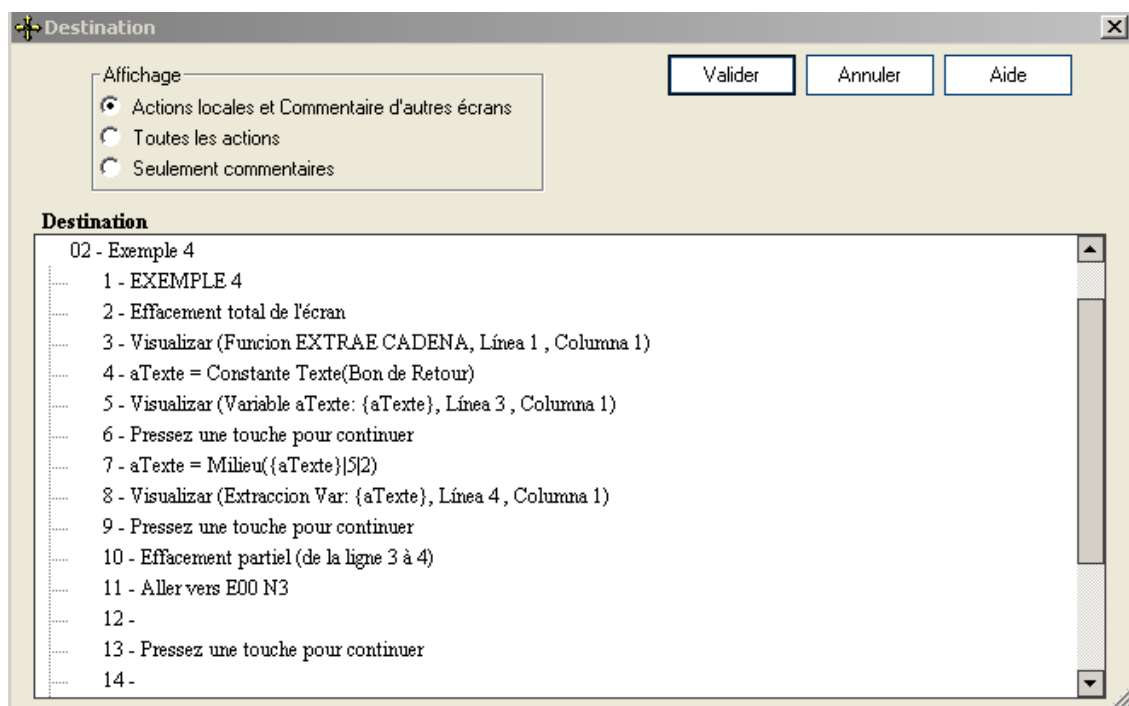 Destination
Affichage
Actions locales et Commentaire d'autres écrans
Toutes les actions
Seulement commentaires
Valider
Annuler
Aide
Destination
02 - Exemple 4
1 - EXEMPLE 4
2 - Effacement total de l'écran
3 - Visualizar (Funcion EXTRAE CADENA, Línea 1 , Columna 1)
4 - aTexte = Constante Texte(Bon de Retour)
5 - Visualizar (Variable aTexte: {aTexte}, Línea 3 , Columna 1)
6 - Pressez une touche pour continuer
7 - aTexte = Milieu({aTexte}|5|2)
8 - Visualizar (Extraccion Var: {aTexte}, Línea 4 , Columna 1)
9 - Pressez une touche pour continuer
10 - Effacement partiel (de la ligne 3 à 4)
11 - Aller vers E00 N3
12 -
13 - Pressez une touche pour continuer
14 -